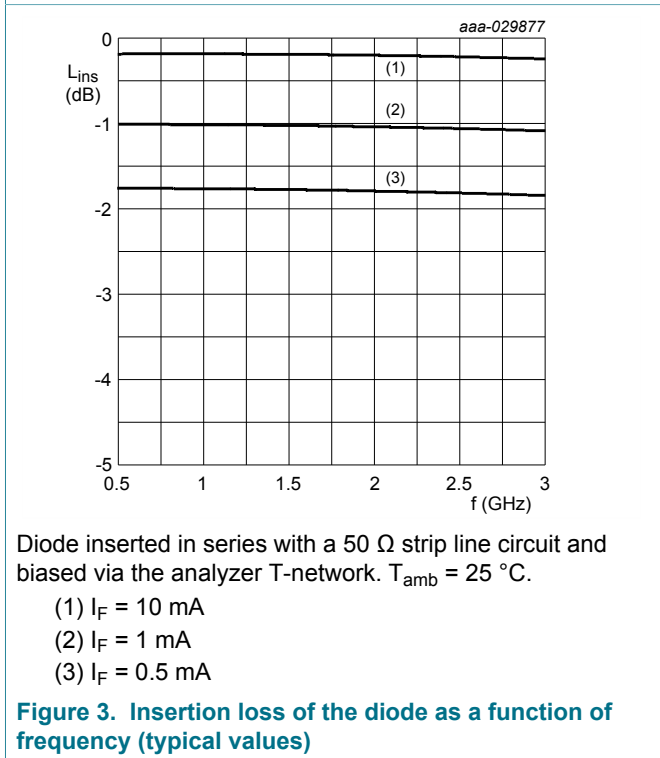 aaa-029877
0
Lins
(dB)
(1)
(2)
-1
(3)
-2
-3
-4
-5
0.5 1 1.5 2 2.5 3
f (GHz)
Diode inserted in series with a 50 Ω strip line circuit and
biased via the analyzer T-network. Tamb = 25 °C.
(1) IF = 10 mA
(2) IF = 1 mA
(3) IF = 0.5 mA
Figure 3. Insertion loss of the diode as a function of
frequency (typical values)